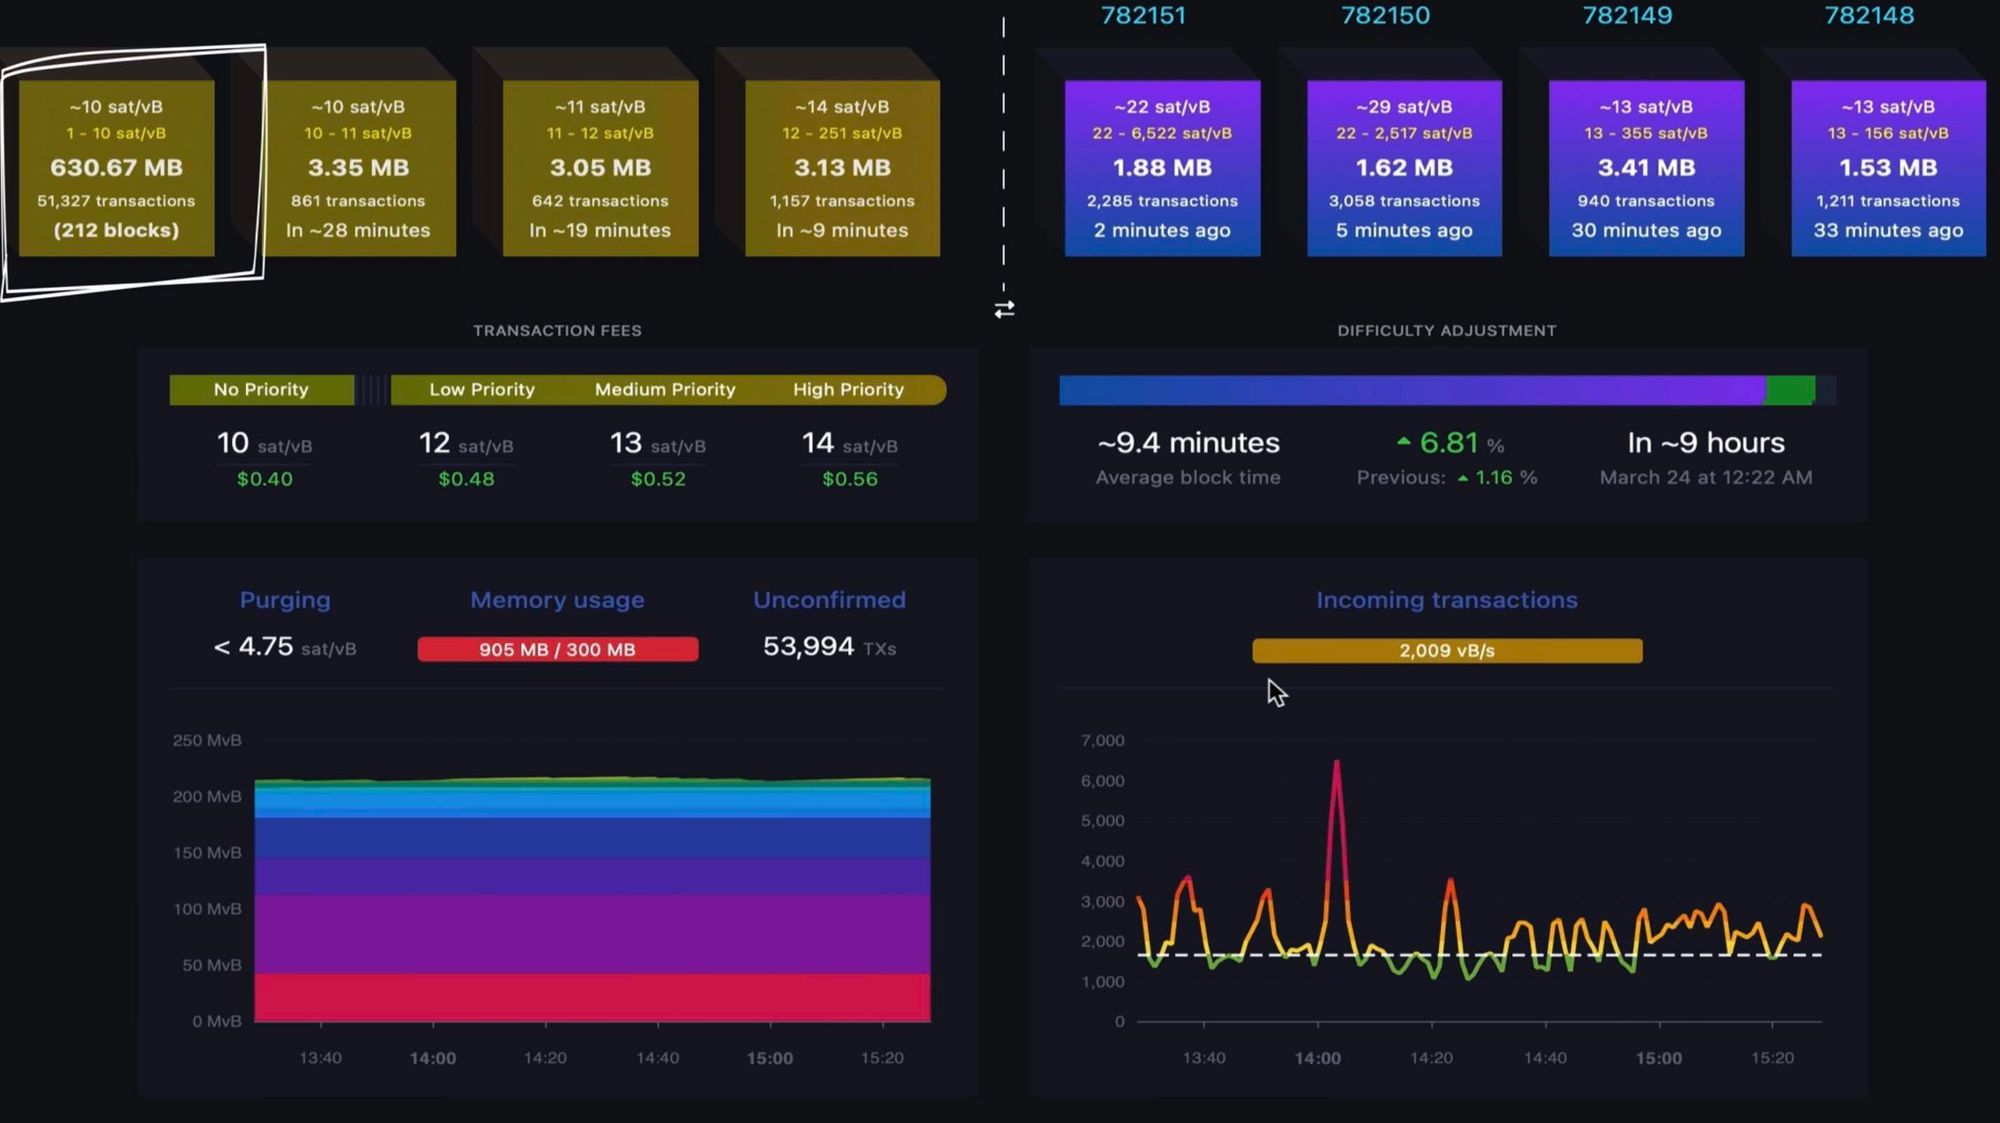 782151
782150
782149
782148
~10 sat/vB
1 - 10 sat/vB
630.67 MB
51,327 transactions
(212 blocks)
~10 sat/vB
10 - 11 sat/vB
3.35 MB
861 transactions
In ~28 minutes
~11 sat/vB
11 - 12 sat/vB
3.05 MB
642 transactions
In ~19 minutes
~14 sat/vB
12 - 251 sat/vB
3.13 MB
1,157 transactions
In ~9 minutes
~22 sat/vB
22 - 6,522 sat/vB
1.88 MB
2,285 transactions
2 minutes ago
~29 sat/vB
22 - 2,517 sat/vB
1.62 MB
3,058 transactions
5 minutes ago
~13 sat/vB
13 - 355 sat/vB
3.41 MB
940 transactions
30 minutes ago
~13 sat/vB
13 - 156 sat/vB
1.53 MB
1,211 transactions
33 minutes ago
TRANSACTION FEES
No Priority
Low Priority
Medium Priority
High Priority
10 sat/vB
12 sat/vB
13 sat/vB
14 sat/vB
$0.40
$0.48
$0.52
$0.56
DIFFICULTY ADJUSTMENT
~9.4 minutes
6.81 %
In ~9 hours
Average block time
Previous: 1.16 %
March 24 at 12:22 AM
Purging
Memory usage
Unconfirmed
< 4.75 sat/vB
905 MB / 300 MB
53,994 TXs
250 MvB
200 MvB
150 MvB
100 MvB
50 MvB
0 MvB
13:40
14:00
14:20
14:40
15:00
15:20
Incoming transactions
2,009 vB/s
7,000
6,000
5,000
4,000
3,000
2,000
1,000
0
13:40
14:00
14:20
14:40
15:00
15:20